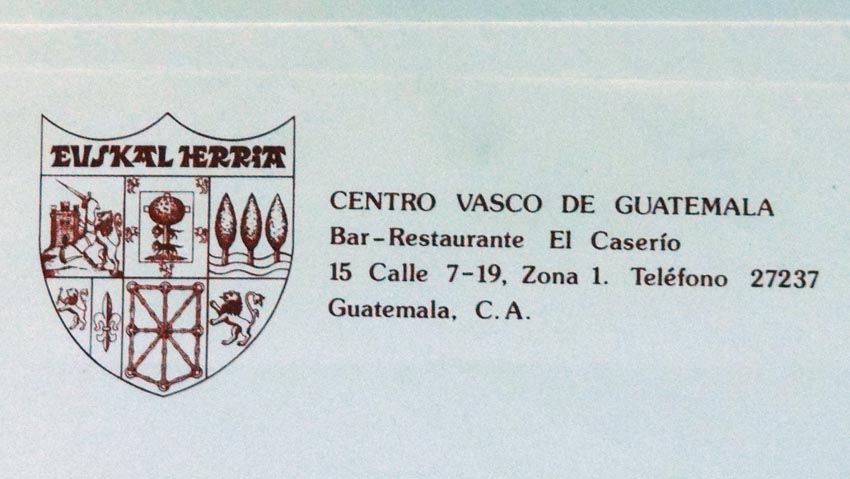 EUSKAL HERRIA
CENTRO VASCO DE GUATEMALA
Bar-Restaurante El Caserío
15 Calle 7-19, Zona 1. Teléfono 27237
Guatemala, C.A.